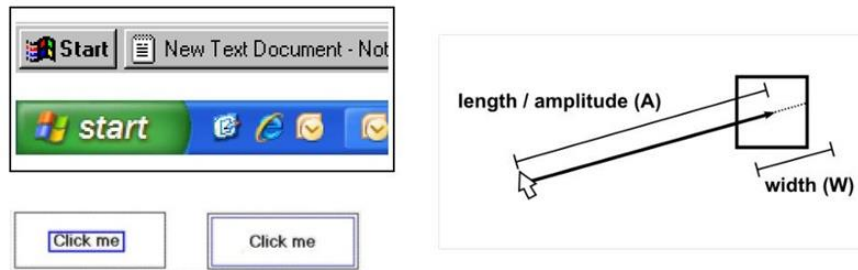 Start New Text Document - Not
start
Click me Click me
length / amplitude (A)
width (W)